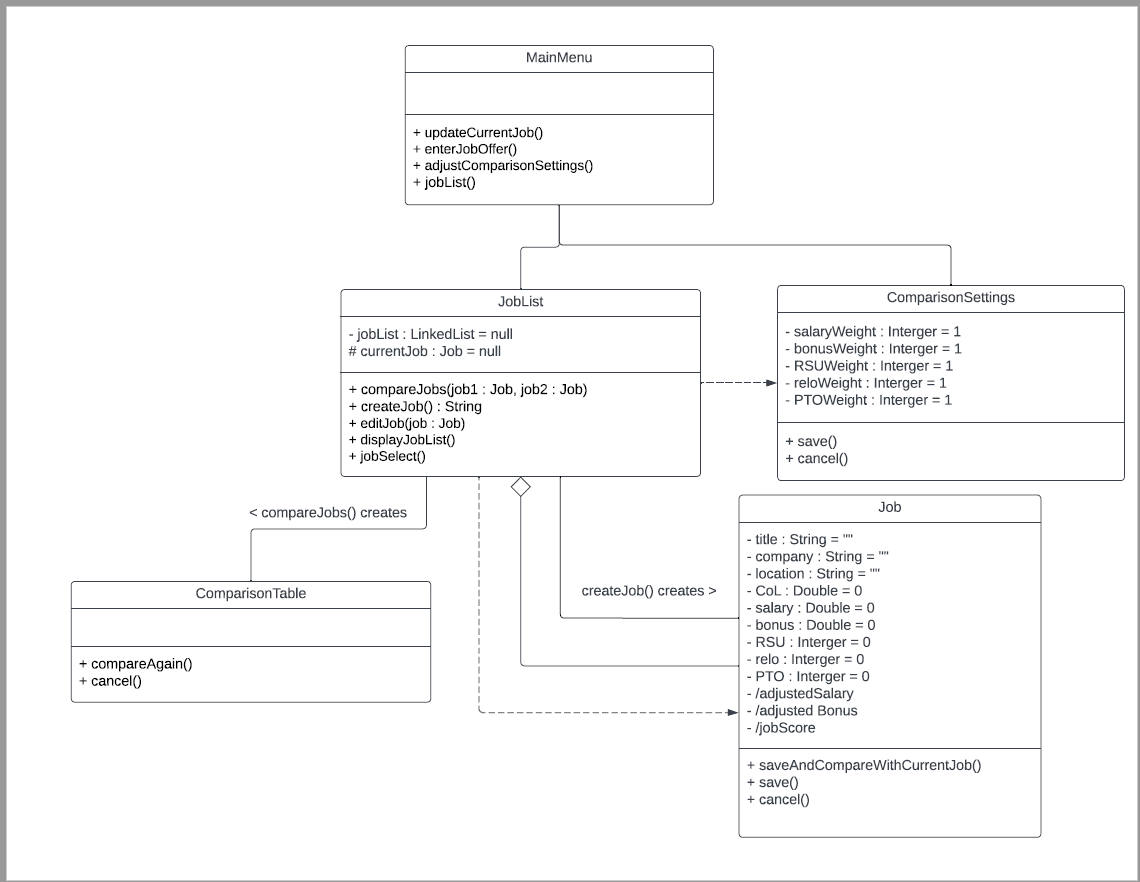 MainMenu
+ updateCurrentJob()
+ enterJobOffer()
+ adjustComparisonSettings()
+ jobList()
JobList
- jobList : LinkedList = null
# currentJob : Job = null
+ compareJobs(job1 : Job, job2 : Job)
+ createJob() : String
+ editJob(job : Job)
+ displayJobList()
+ jobSelect()
ComparisonSettings
- salaryWeight : Interger = 1
- bonusWeight : Interger = 1
- RSUWeight : Interger = 1
- reloWeight : Interger = 1
- PTOWeight : Interger = 1
+ save()
+ cancel()
< compareJobs() creates
ComparisonTable
+ compareAgain()
+ cancel()
createJob() creates >
Job
- title : String = ""
- company : String = ""
- location : String = ""
- CoL : Double = 0
- salary : Double = 0
- bonus : Double = 0
- RSU : Interger = 0
- relo : Interger = 0
- PTO : Interger = 0
- /adjustedSalary
- /adjusted Bonus
- /jobScore
+ saveAndCompareWithCurrentJob()
+ save()
+ cancel()